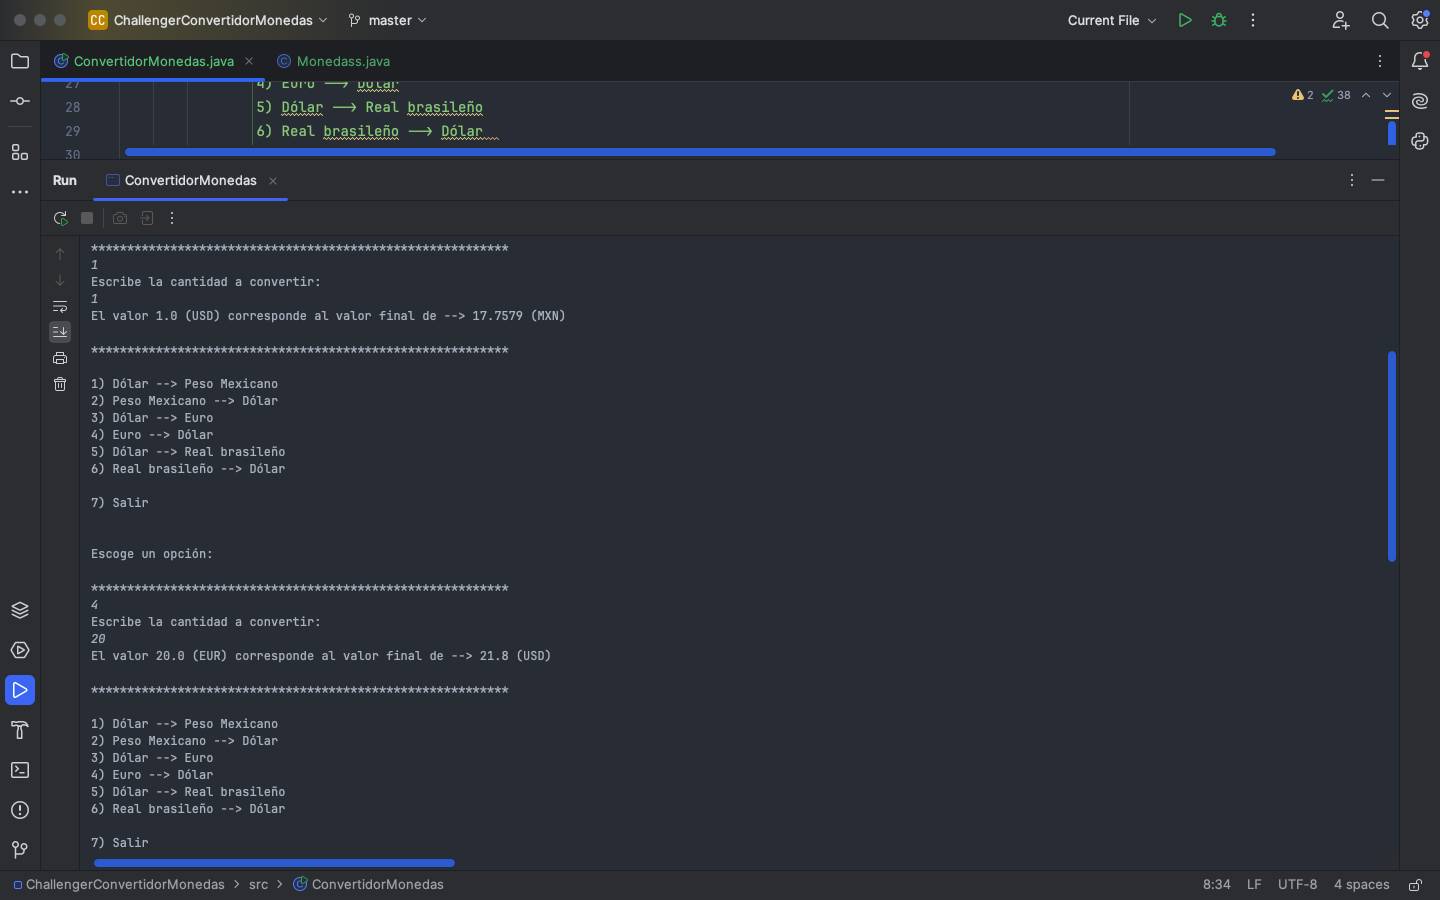 CC ChallengerConvertidorMonedas master Current File
ConvertidorMonedas.java Monedass.java
27 4) Euro --> Dólar
28 5) Dólar --> Real brasileño
29 6) Real brasileño --> Dólar
30
2 38
Run ConvertidorMonedas
**********************************************************
1
Escribe la cantidad a convertir:
1
El valor 1.0 (USD) corresponde al valor final de --> 17.7579 (MXN)
**********************************************************
1) Dólar --> Peso Mexicano
2) Peso Mexicano --> Dólar
3) Dólar --> Euro
4) Euro --> Dólar
5) Dólar --> Real brasileño
6) Real brasileño --> Dólar
7) Salir
Escoge un opción:
**********************************************************
4
Escribe la cantidad a convertir:
20
El valor 20.0 (EUR) corresponde al valor final de --> 21.8 (USD)
**********************************************************
1) Dólar --> Peso Mexicano
2) Peso Mexicano --> Dólar
3) Dólar --> Euro
4) Euro --> Dólar
5) Dólar --> Real brasileño
6) Real brasileño --> Dólar
7) Salir
ChallengerConvertidorMonedas > src > ConvertidorMonedas 8:34 LF UTF-8 4 spaces